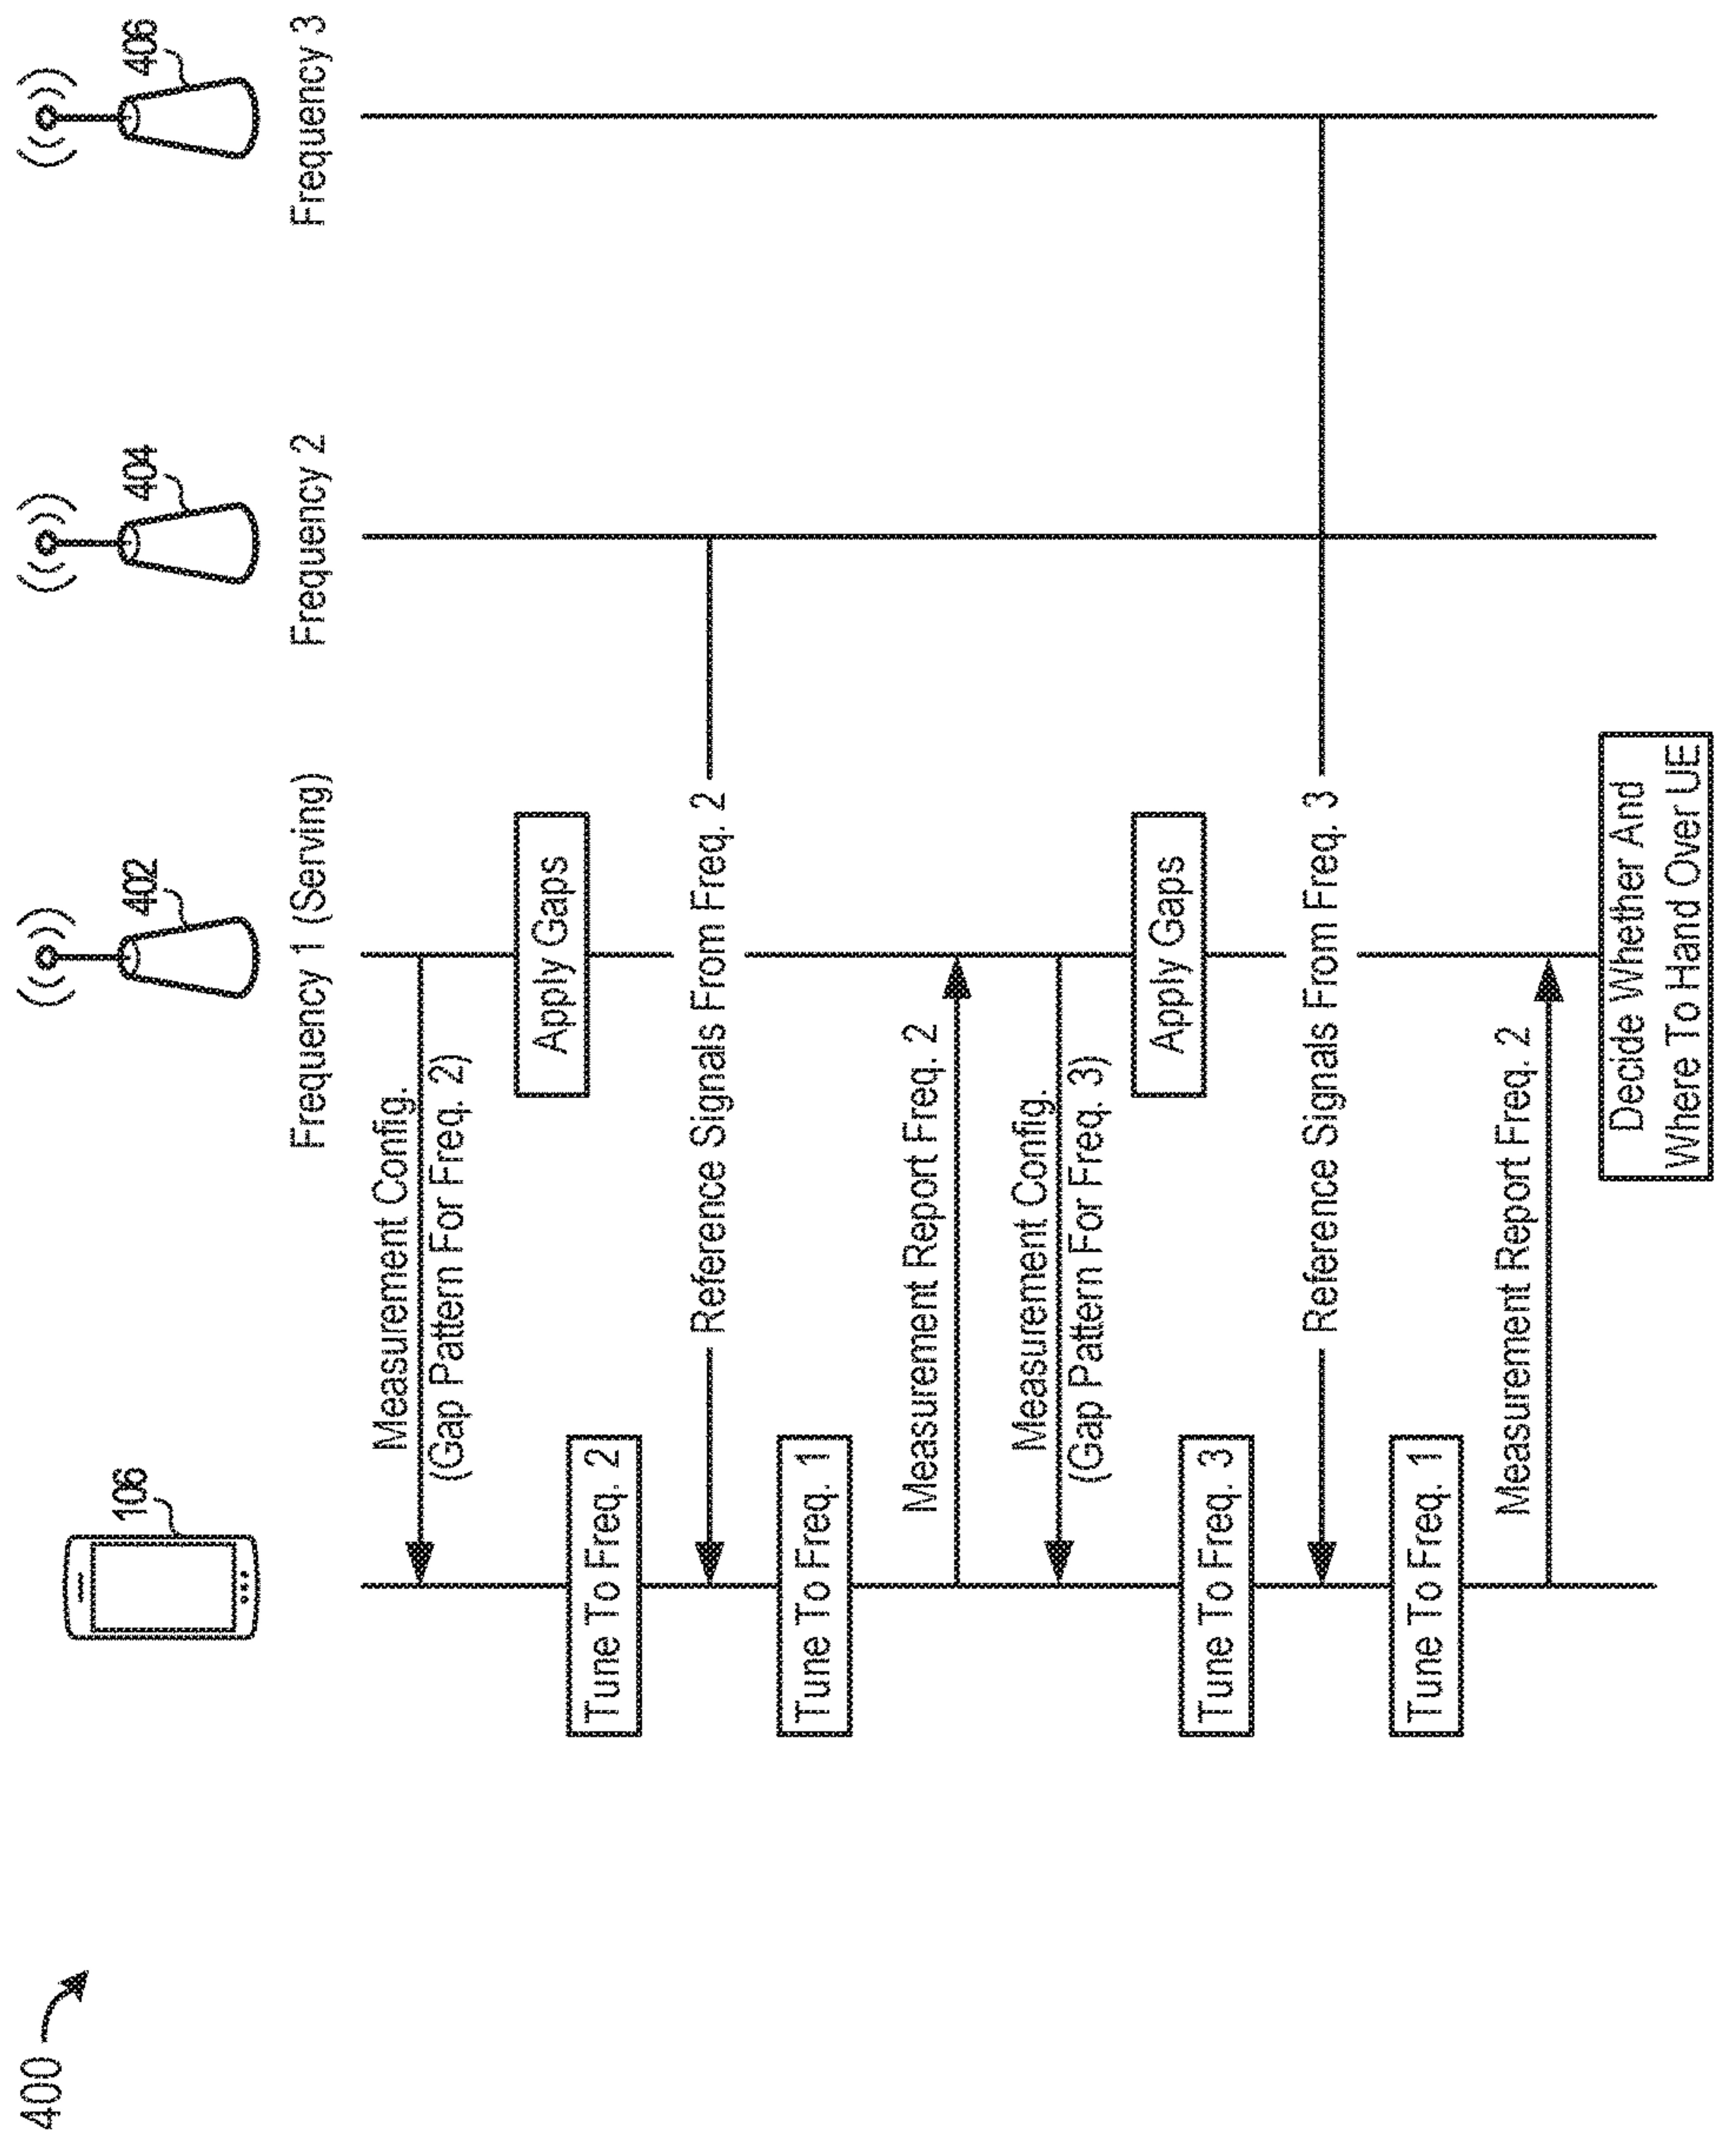 400
106
402
404
406
Frequency 1 (Serving)
Frequency 2
Frequency 3
Measurement Config.
(Gap Pattern For Freq. 2)
Apply Gaps
Tune To Freq. 2
Reference Signals From Freq. 2
Tune To Freq. 1
Measurement Report Freq. 2
Measurement Config.
(Gap Pattern For Freq. 3)
Apply Gaps
Tune To Freq. 3
Reference Signals From Freq. 3
Tune To Freq. 1
Measurement Report Freq. 2
Decide Whether And
Where To Hand Over UE